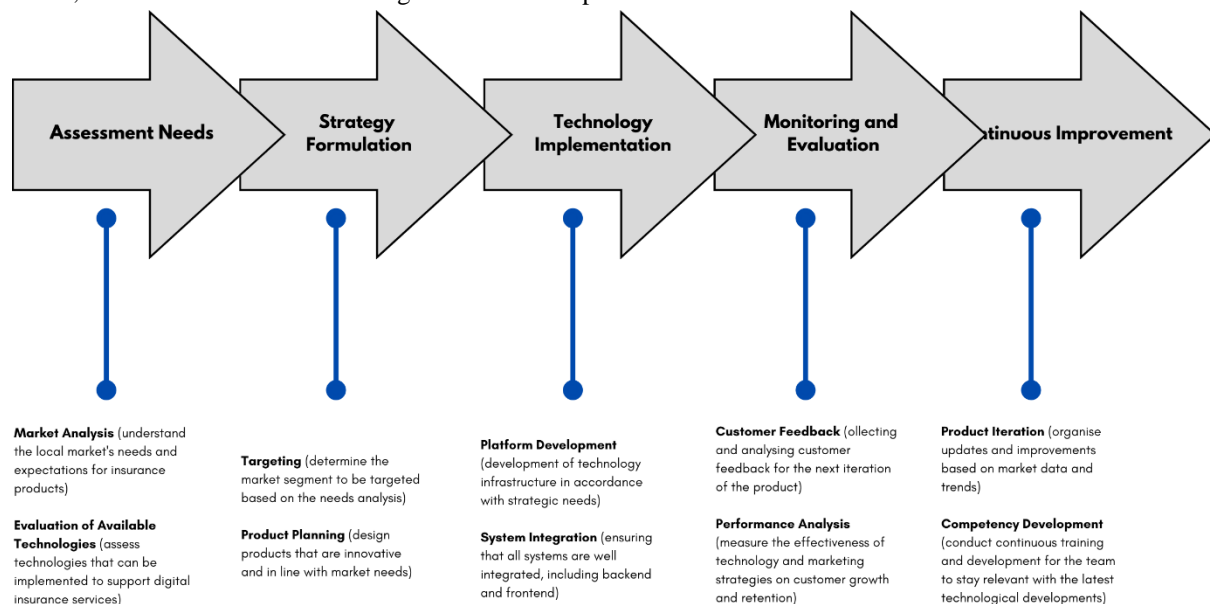 Assessment Needs
Strategy
Formulation
Technology
Implementation
Monitoring and
Evaluation
ntinuous Improvement
Market Analysis (understand
the local market's needs and
expectations for insurance
products)
Evaluation of Available
Technologies (assess
technologies that can be
implemented to support digital
insurance services)
Targeting (determine the
market segment to be targeted
based on the needs analysis)
Product Planning (design
products that are innovative
and in line with market needs)
Platform Development
(development of technology
infrastructure in accordance
with strategic needs)
System Integration (ensuring
that all systems are well
integrated, including backend
and frontend)
Customer Feedback (ollecting
and analysing customer
feedback for the next iteration
of the product)
Performance Analysis
(measure the effectiveness of
technology and marketing
strategies on customer growth
and retention)
Product Iteration (organise
updates and improvements
based on market data and
trends)
Competency Development
(conduct continuous training
and development for the team
to stay relevant with the latest
technological developments)